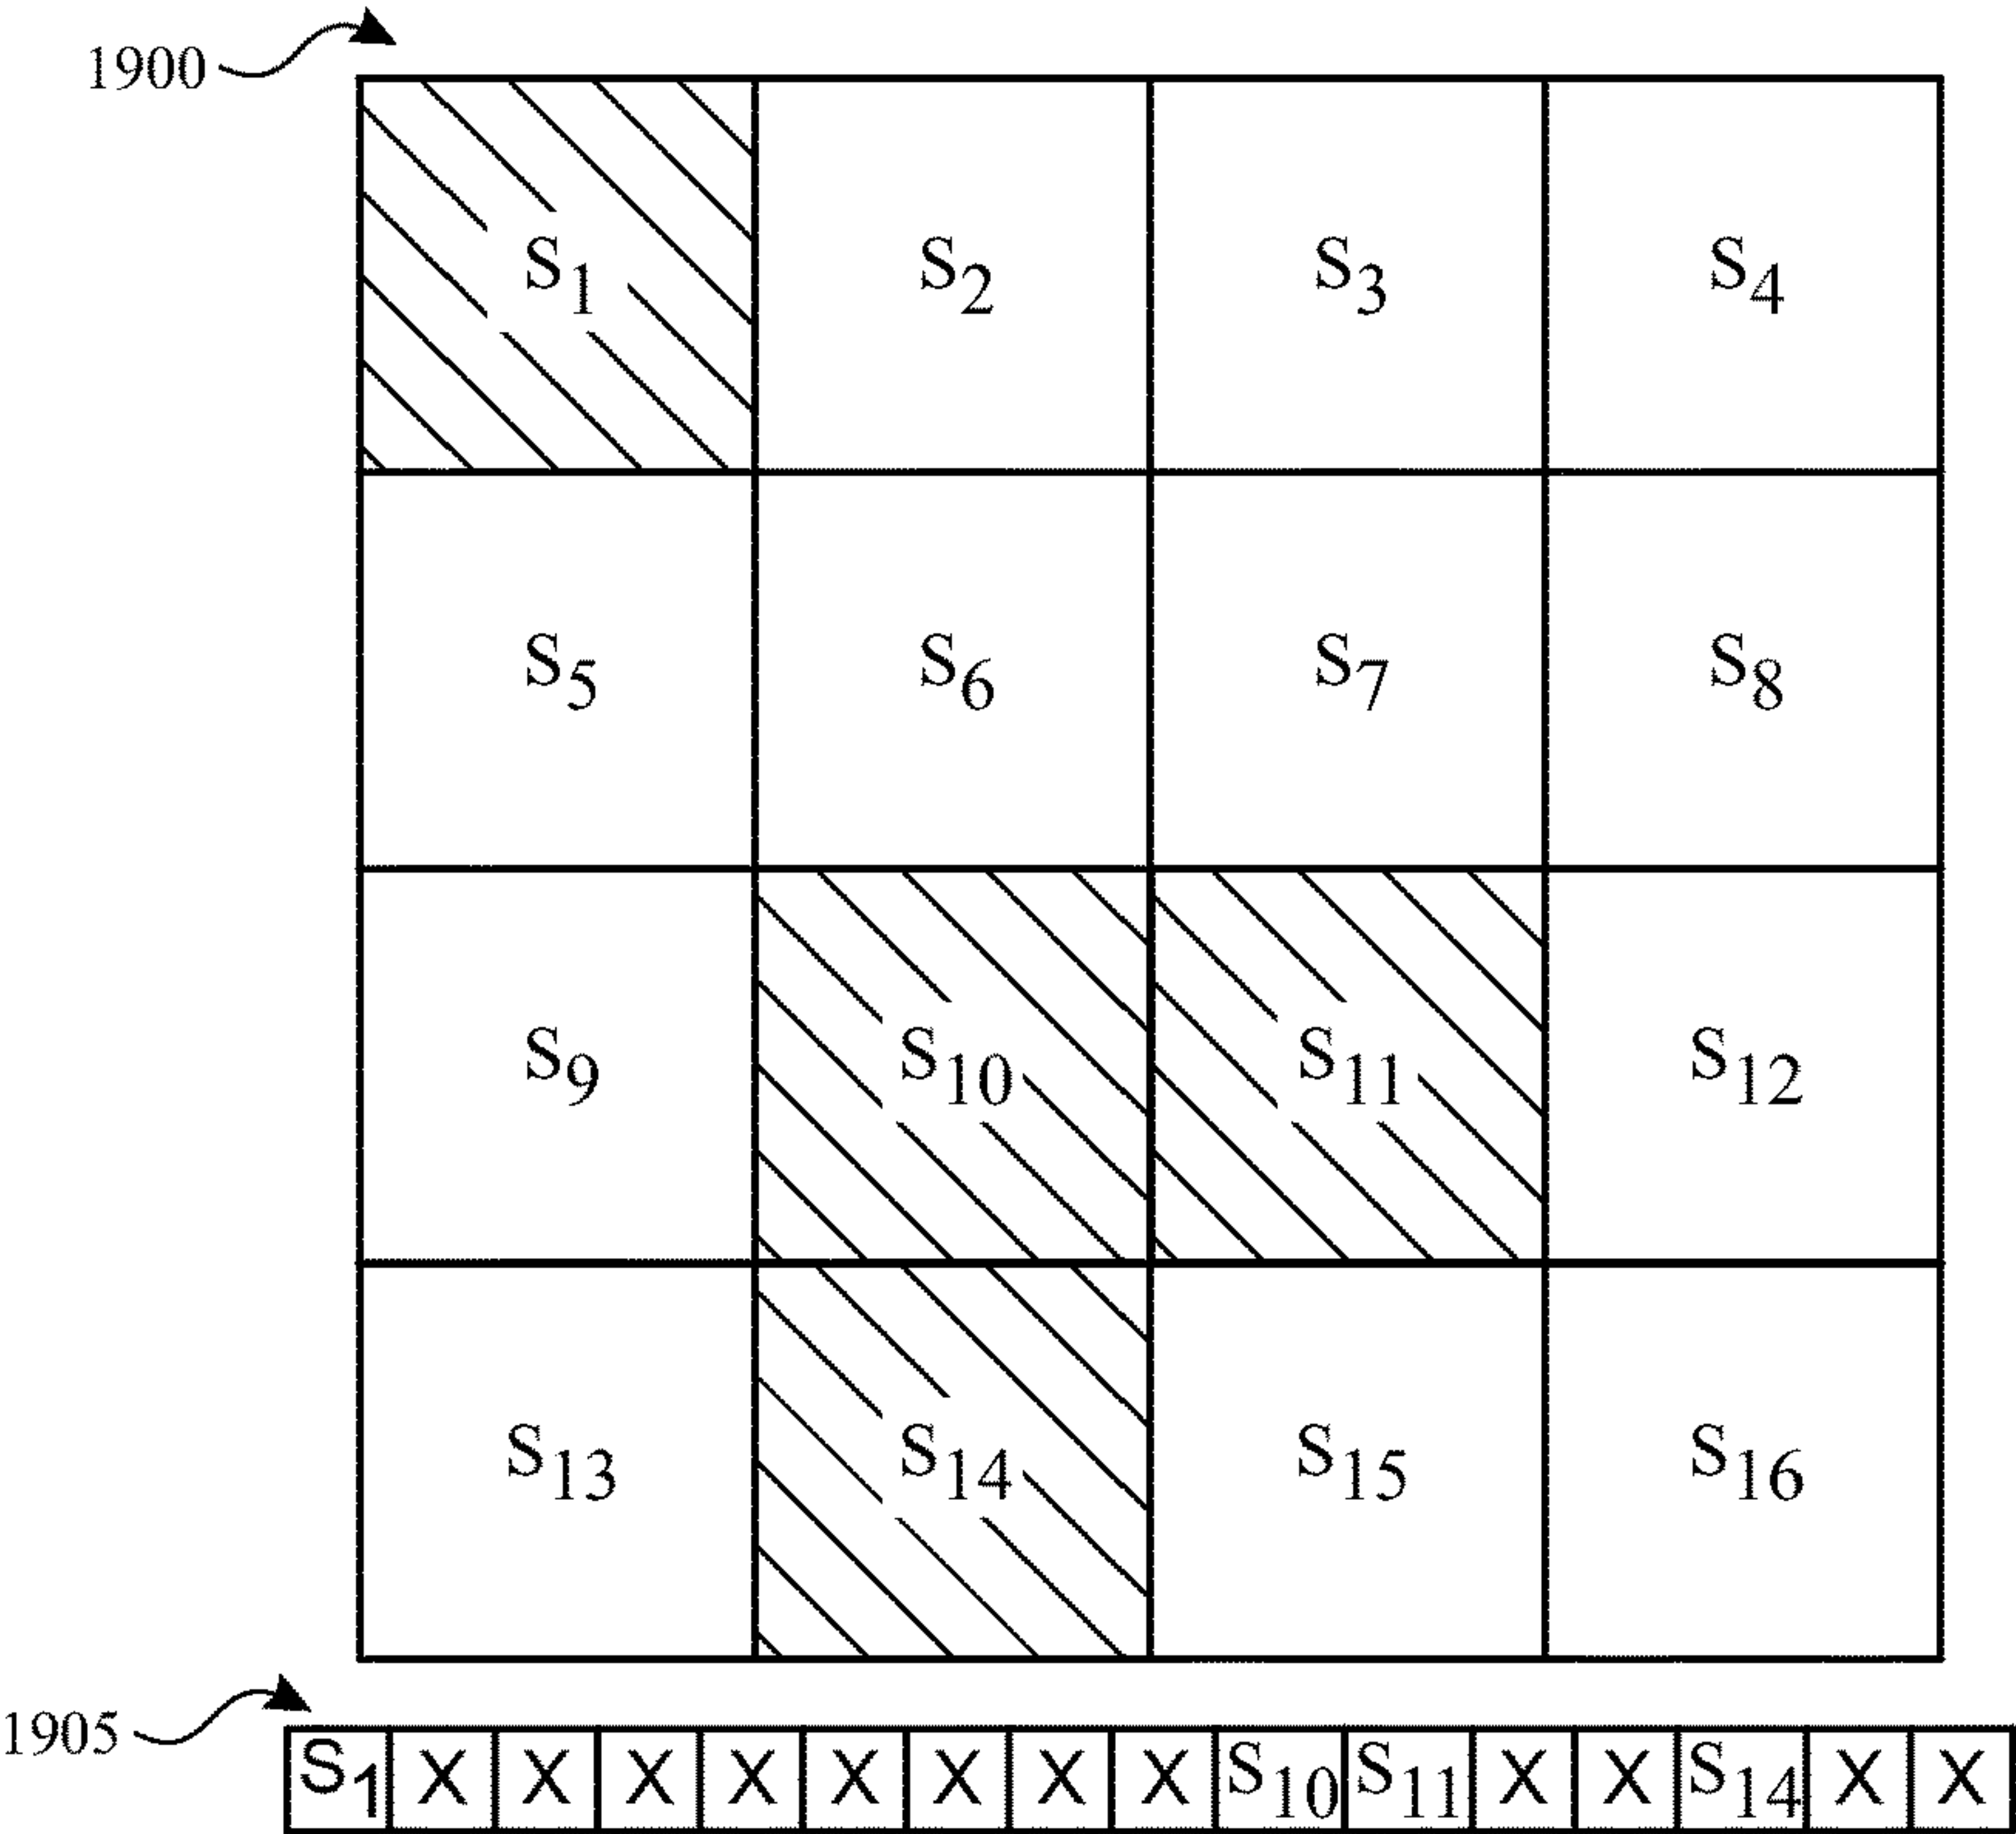 1900
S1 S2 S3 S4
S5 S6 S7 S8
S9 S10 S11 S12
S13 S14 S15 S16
1905
S1 X X X X X X X X S10 S11 X X S14 X X